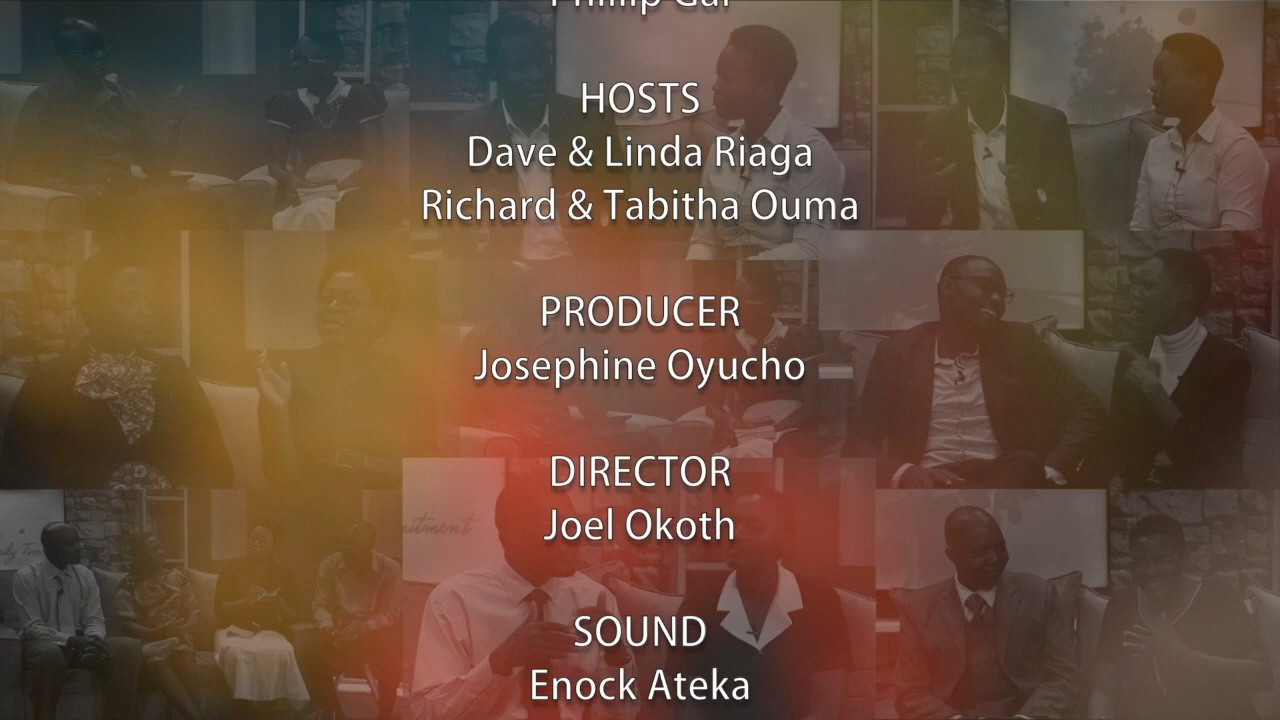 HOSTS
Dave & Linda Riaga
Richard & Tabitha Ouma
PRODUCER
Josephine Oyucho
DIRECTOR
Joel Okoth
SOUND
Enock Ateka